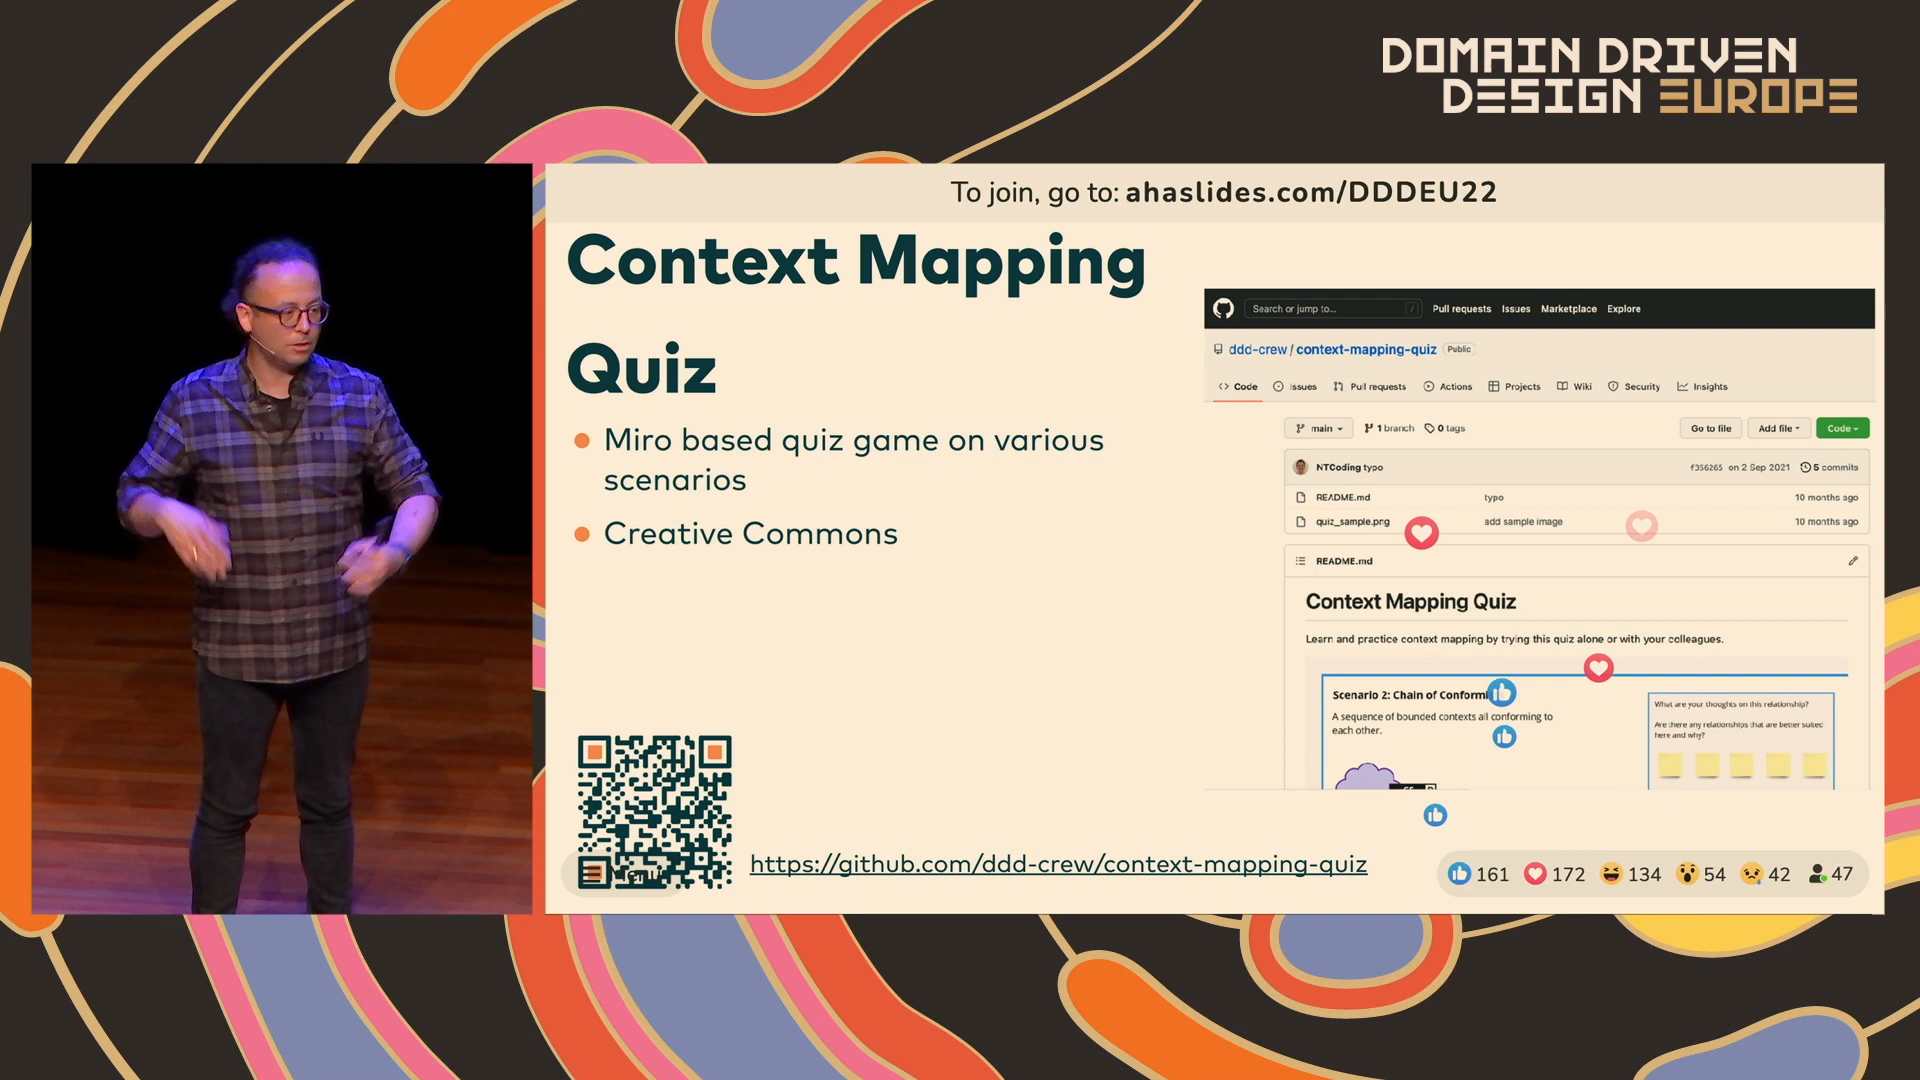 DOMAIN DRIVEN
DESIGN EUROPE
To join, go to: ahaslides.com/DDDEU22
Context Mapping
Quiz
Miro based quiz game on various
scenarios
Creative Commons
https://github.com/ddd-crew/context-mapping-quiz
Menu
Search or jump to... /
Pull requests Issues Marketplace Explore
ddd-crew / context-mapping-quiz Public
<> Code Issues Pull requests Actions Projects Wiki Security Insights
main 1 branch 0 tags Go to file Add file Code
NTCoding typo f356265 on 2 Sep 2021 5 commits
README.md typo 10 months ago
quiz_sample.png add sample image 10 months ago
README.md
Context Mapping Quiz
Learn and practice context mapping by trying this quiz alone or with your colleagues.
Scenario 2: Chain of Conformi
A sequence of bounded contexts all conforming to
each other.
What are your thoughts on this relationship?
Are there any relationships that are better suited
here and why?
161 172 134 54 42 47